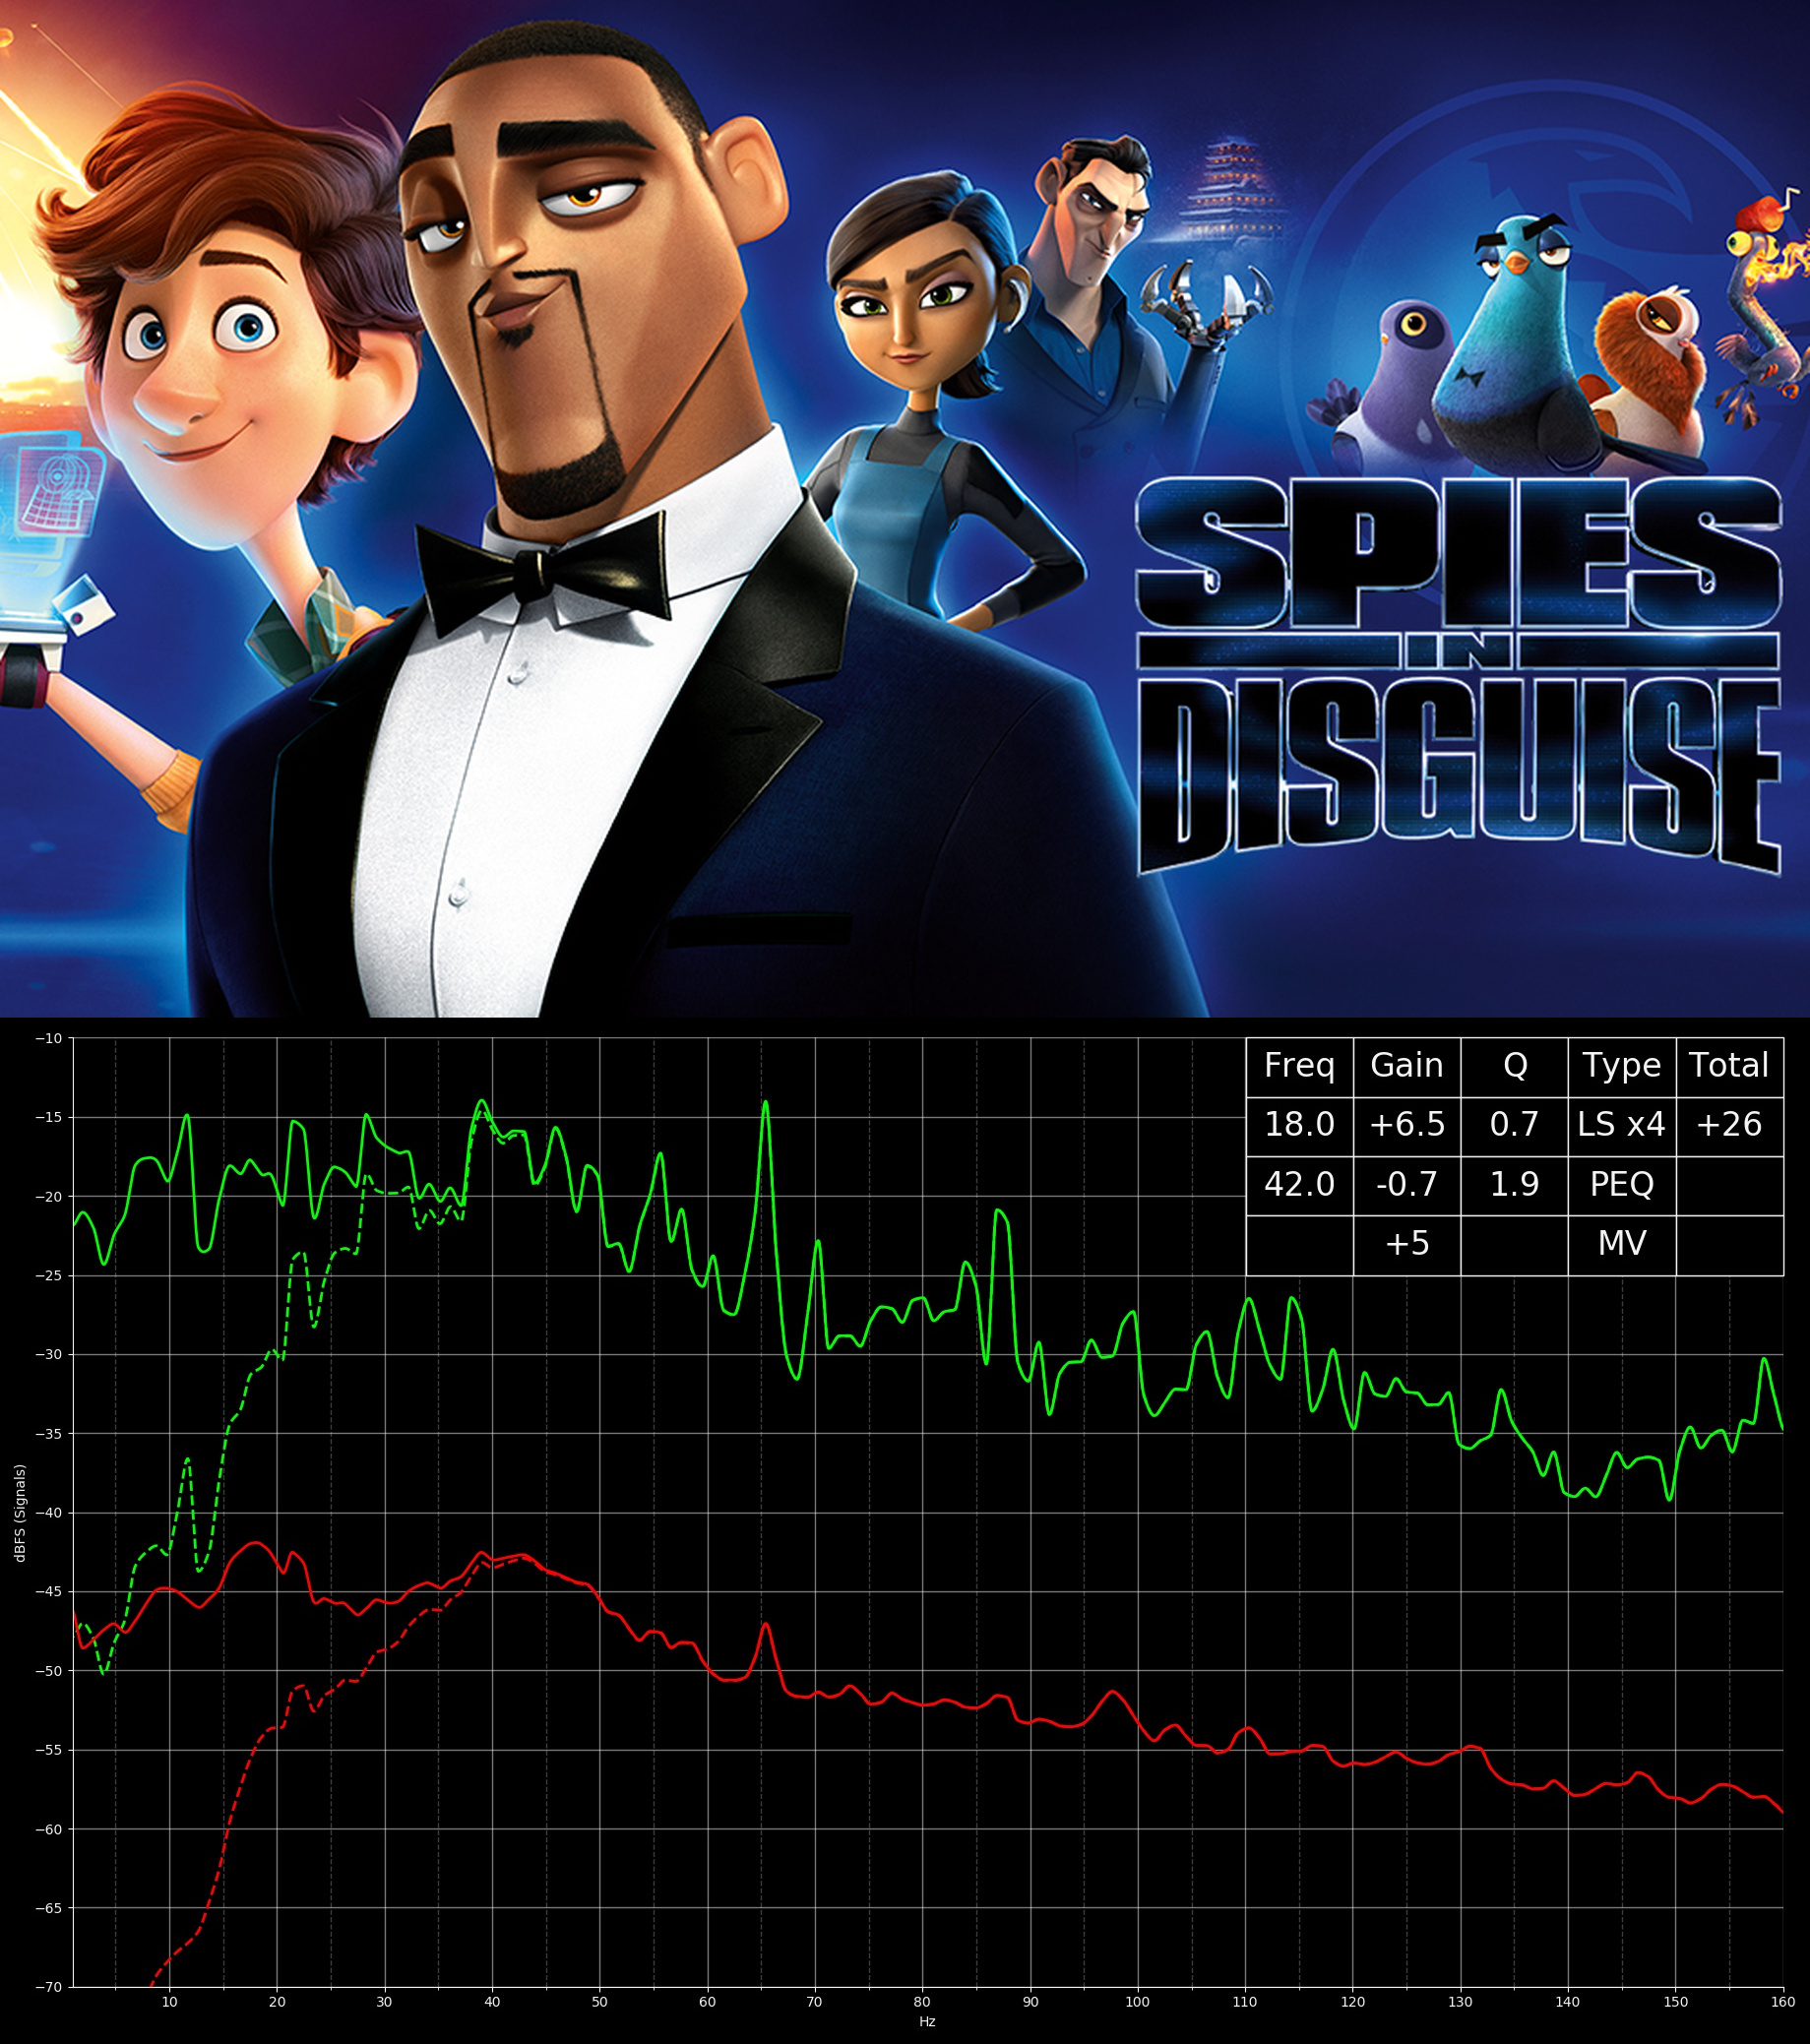 SPIES
IN
DISGUISE
Freq Gain Q Type Total
18.0 +6.5 0.7 LS x4 +26
42.0 -0.7 1.9 PEQ
+5 MV
−10
−15
−20
−25
−30
−35
−40
−45
−50
−55
−60
−65
−70
dBFS (Signals)
10 20 30 40 50 60 70 80 90 100 110 120 130 140 150 160
Hz